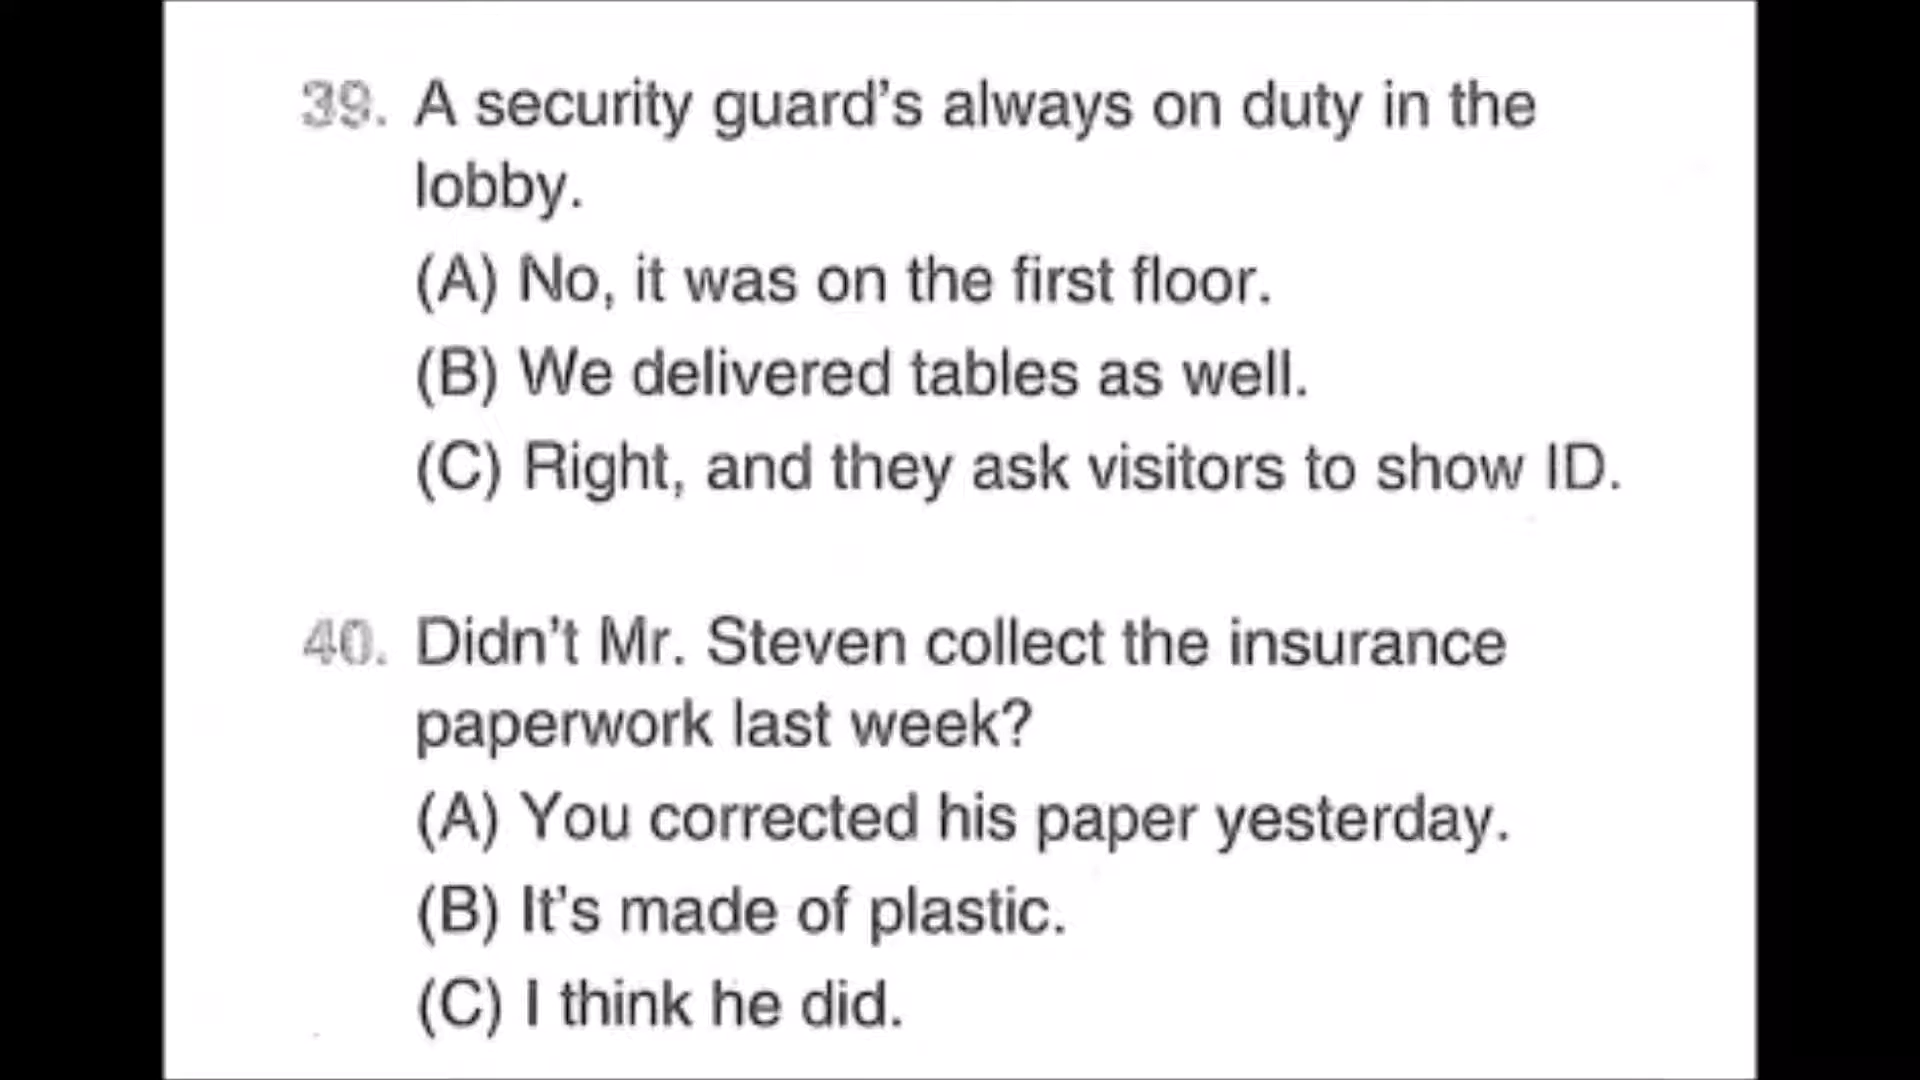 39. A security guard's always on duty in the
lobby.
(A) No, it was on the first floor.
(B) We delivered tables as well.
(C) Right, and they ask visitors to show ID.
40. Didn't Mr. Steven collect the insurance
paperwork last week?
(A) You corrected his paper yesterday.
(B) It's made of plastic.
(C) I think he did.